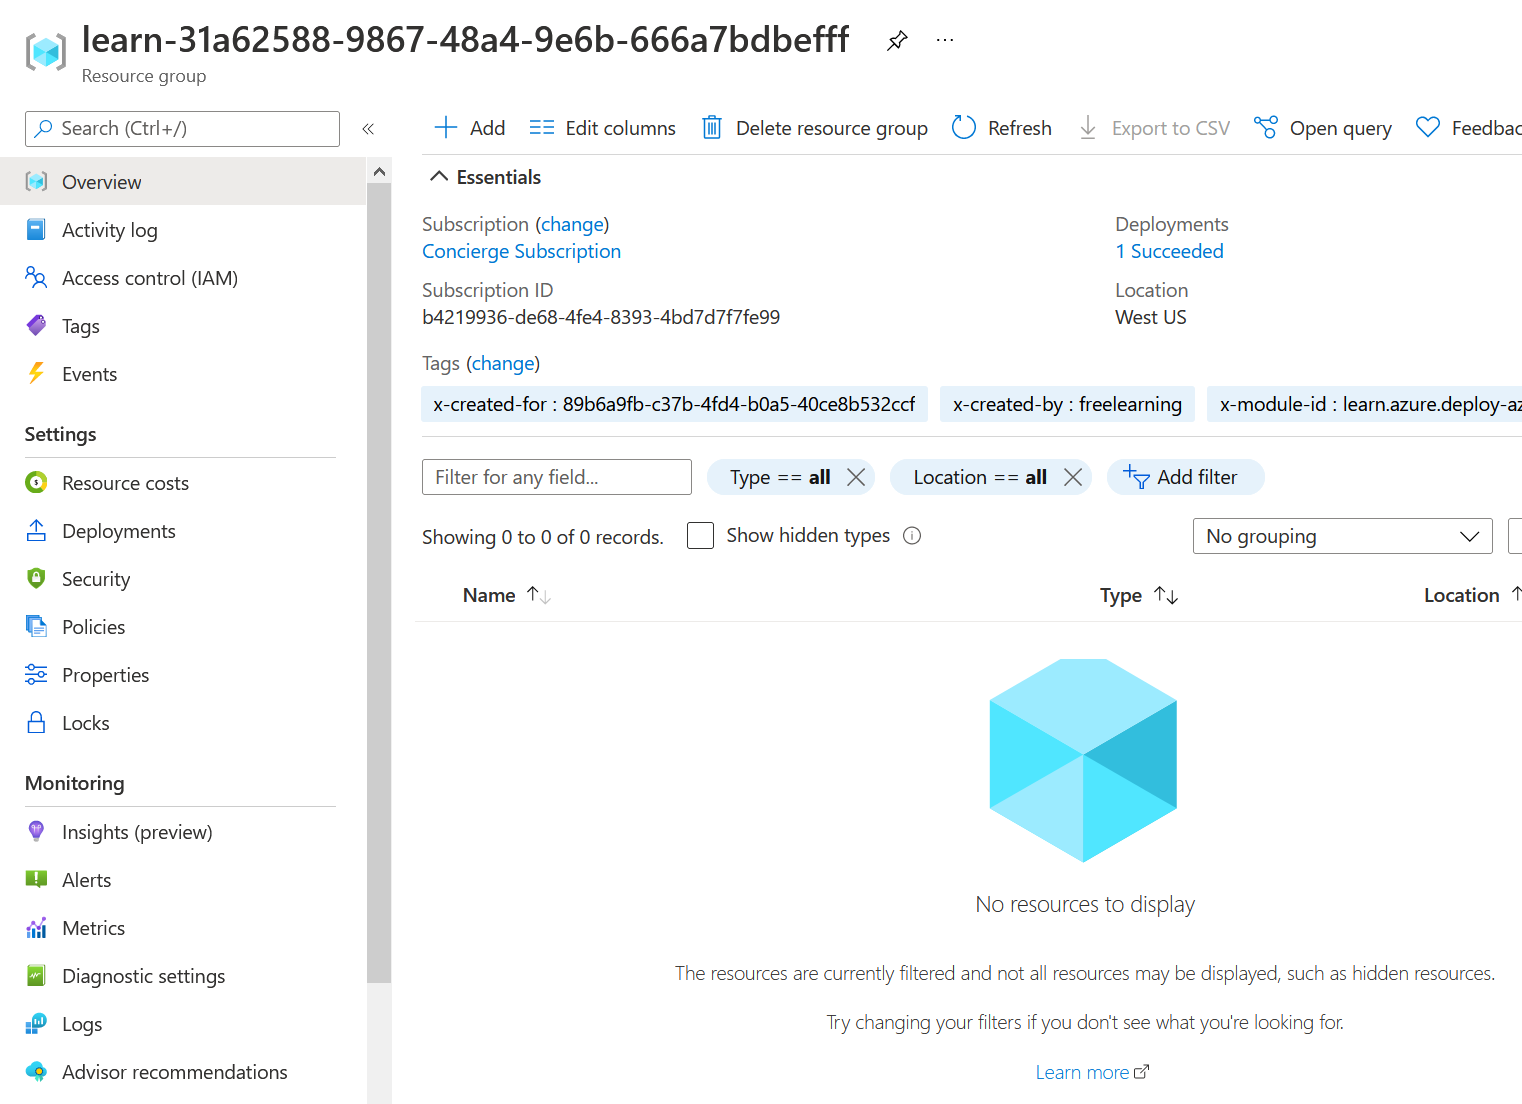 learn-31a62588-9867-48a4-9e6b-666a7bdbefff
Resource group
Search (Ctrl+/)
Overview
Activity log
Access control (IAM)
Tags
Events
Settings
Resource costs
Deployments
Security
Policies
Properties
Locks
Monitoring
Insights (preview)
Alerts
Metrics
Diagnostic settings
Logs
Advisor recommendations
Add Edit columns Delete resource group Refresh Export to CSV Open query Feedbac
Essentials
Subscription (change)
Concierge Subscription
Subscription ID
b4219936-de68-4fe4-8393-4bd7d7f7fe99
Deployments
1 Succeeded
Location
West US
Tags (change)
x-created-for : 89b6a9fb-c37b-4fd4-b0a5-40ce8b532ccf x-created-by : freelearning x-module-id : learn.azure.deploy-az
Filter for any field... Type == all Location == all Add filter
Showing 0 to 0 of 0 records. Show hidden types No grouping
Name Type Location
No resources to display
The resources are currently filtered and not all resources may be displayed, such as hidden resources.
Try changing your filters if you don't see what you're looking for.
Learn more